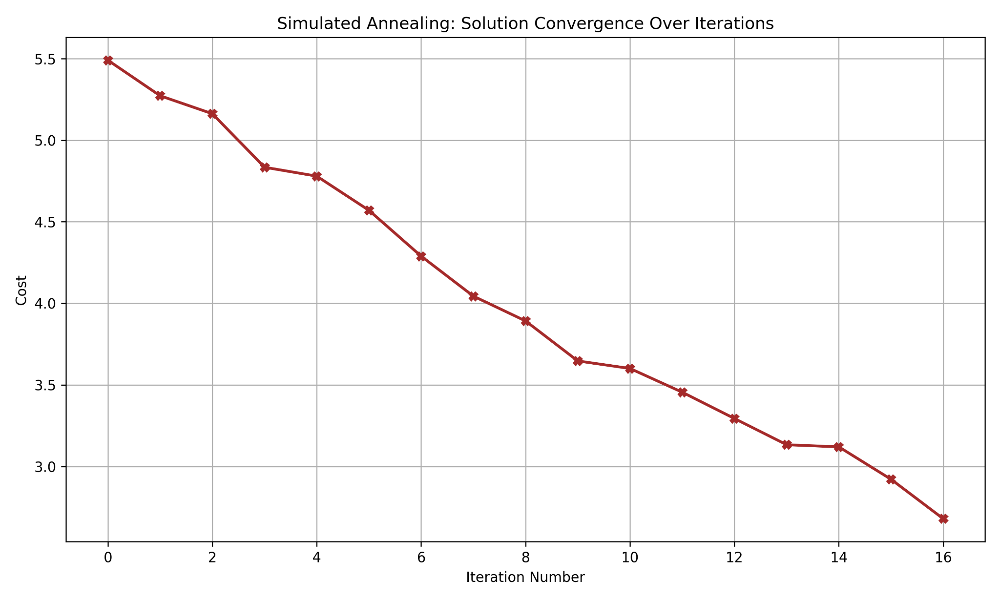 Simulated Annealing: Solution Convergence Over Iterations
Cost
5.5
5.0
4.5
4.0
3.5
3.0
0 2 4 6 8 10 12 14 16
Iteration Number